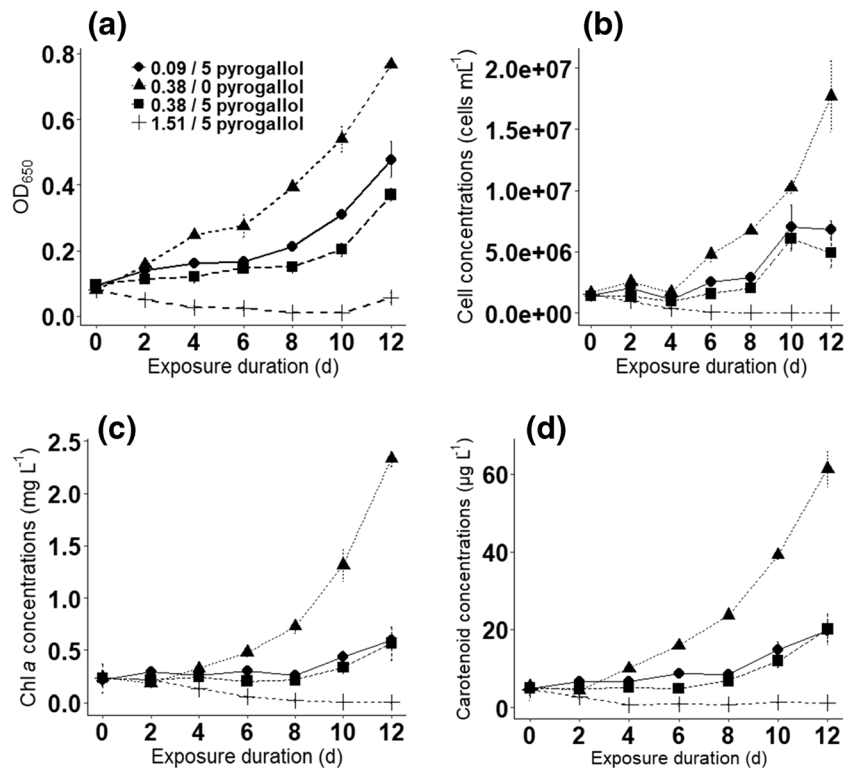 (a)
0.8
0.6
0.4
0.2
0.0
OD650
0.09 / 5 pyrogallol
0.38 / 0 pyrogallol
0.38 / 5 pyrogallol
1.51 / 5 pyrogallol
0 2 4 6 8 10 12
Exposure duration (d)
(b)
2.0e+07
1.5e+07
1.0e+07
5.0e+06
0.0e+00
Cell concentrations (cells mL⁻¹)
0 2 4 6 8 10 12
Exposure duration (d)
(c)
2.5
2.0
1.5
1.0
0.5
0.0
Chl a concentrations (mg L⁻¹)
0 2 4 6 8 10 12
Exposure duration (d)
(d)
60
40
20
0
Carotenoid concentrations (µg L⁻¹)
0 2 4 6 8 10 12
Exposure duration (d)